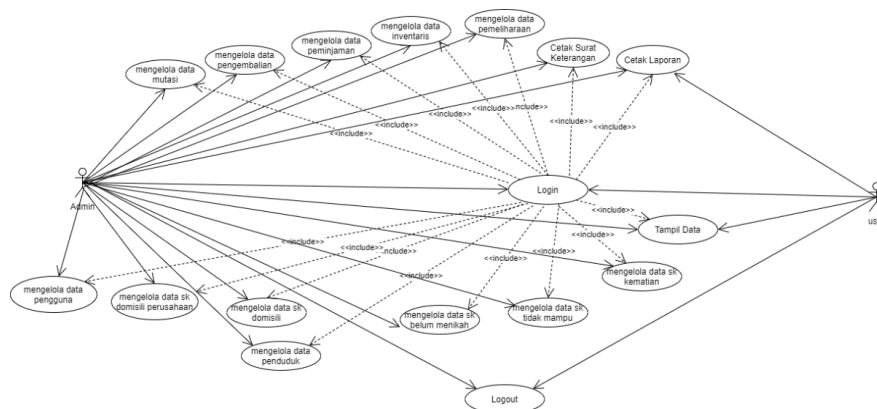 mengelola data
pemeliharaan
mengelola data
inventaris
mengelola data
peminjaman
mengelola data
pengembalian
mengelola data
mutasi
Cetak Surat
Keterangan
Cetak Laporan
<<include>>
<<include>>
<<include>>
include>>
<<include>>
<<include>>
<<include>>
Login
Admin
us
<<include>>
Tampil Data
<<include>>
<<include>>
include>>
<<include>>
<<include>>
<<include>>
<<include>>
mengelola data sk
kematian
mengelola data
pengguna
mengelola data sk
domisili perusahaan
mengelola data sk
domisili
mengelola data sk
belum menikah
mengelola data sk
tidak mampu
mengelola data
penduduk
Logout